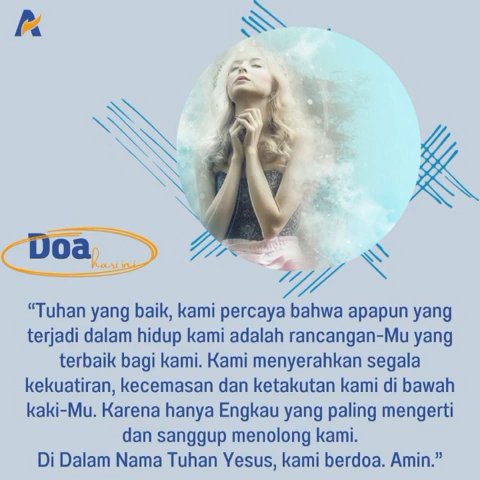 Doa
hari ini
“Tuhan yang baik, kami percaya bahwa apapun yang
terjadi dalam hidup kami adalah rancangan-Mu yang
terbaik bagi kami. Kami menyerahkan segala
kekuatiran, kecemasan dan ketakutan kami di bawah
kaki-Mu. Karena hanya Engkau yang paling mengerti
dan sanggup menolong kami.
Di Dalam Nama Tuhan Yesus, kami berdoa. Amin.”